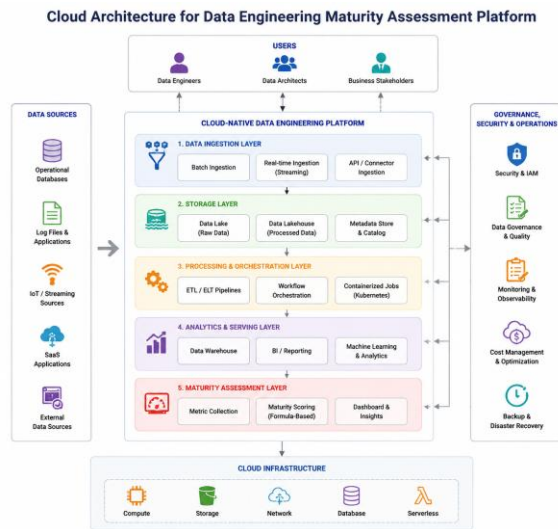 Cloud Architecture for Data Engineering Maturity Assessment Platform
USERS
Data Engineers
Data Architects
Business Stakeholders
DATA SOURCES
Operational
Databases
Log Files &
Applications
IoT / Streaming
Sources
SaaS
Applications
External
Data Sources
CLOUD-NATIVE DATA ENGINEERING PLATFORM
1. DATA INGESTION LAYER
Batch Ingestion
Real-time Ingestion
(Streaming)
API / Connector
Ingestion
2. STORAGE LAYER
Data Lake
(Raw Data)
Data Lakehouse
(Processed Data)
Metadata Store
& Catalog
3. PROCESSING & ORCHESTRATION LAYER
ETL / ELT Pipelines
Workflow
Orchestration
Containerized Jobs
(Kubernetes)
4. ANALYTICS & SERVING LAYER
Data Warehouse
BI / Reporting
Machine Learning
& Analytics
5. MATURITY ASSESSMENT LAYER
Metric Collection
Maturity Scoring
(Formula-Based)
Dashboard &
Insights
GOVERNANCE,
SECURITY & OPERATIONS
Security & IAM
Data Governance
& Quality
Monitoring &
Observability
Cost Management
& Optimization
Backup &
Disaster Recovery
CLOUD INFRASTRUCTURE
Compute
Storage
Network
Database
Serverless